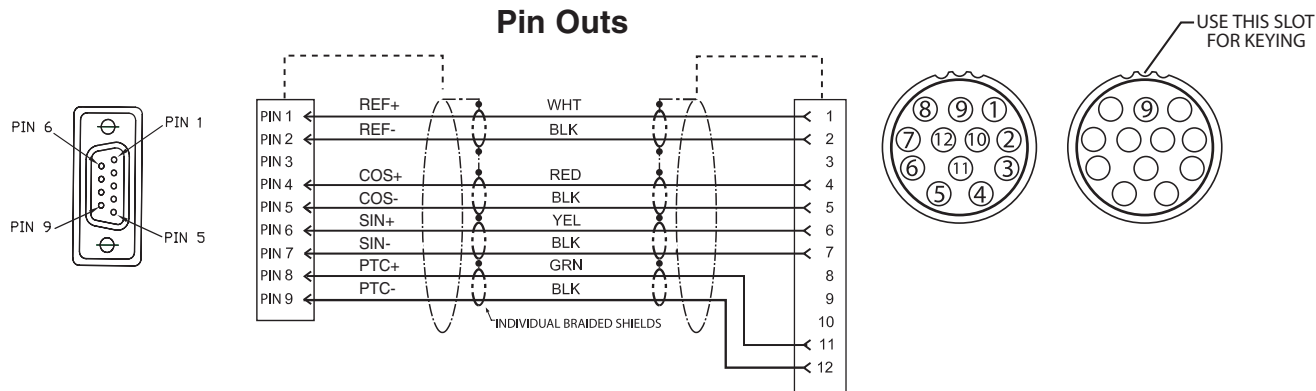 Pin Outs
USE THIS SLOT
FOR KEYING
PIN 6
PIN 1
PIN 9
PIN 5
PIN 1 REF+ WHT 1
PIN 2 REF- BLK 2
PIN 3 3
PIN 4 COS+ RED 4
PIN 5 COS- BLK 5
PIN 6 SIN+ YEL 6
PIN 7 SIN- BLK 7
PIN 8 PTC+ GRN 8
PIN 9 PTC- BLK 9
10
11
12
INDIVIDUAL BRAIDED SHIELDS
8 9 1
7 12 10 2
6 11 3
5 4
9